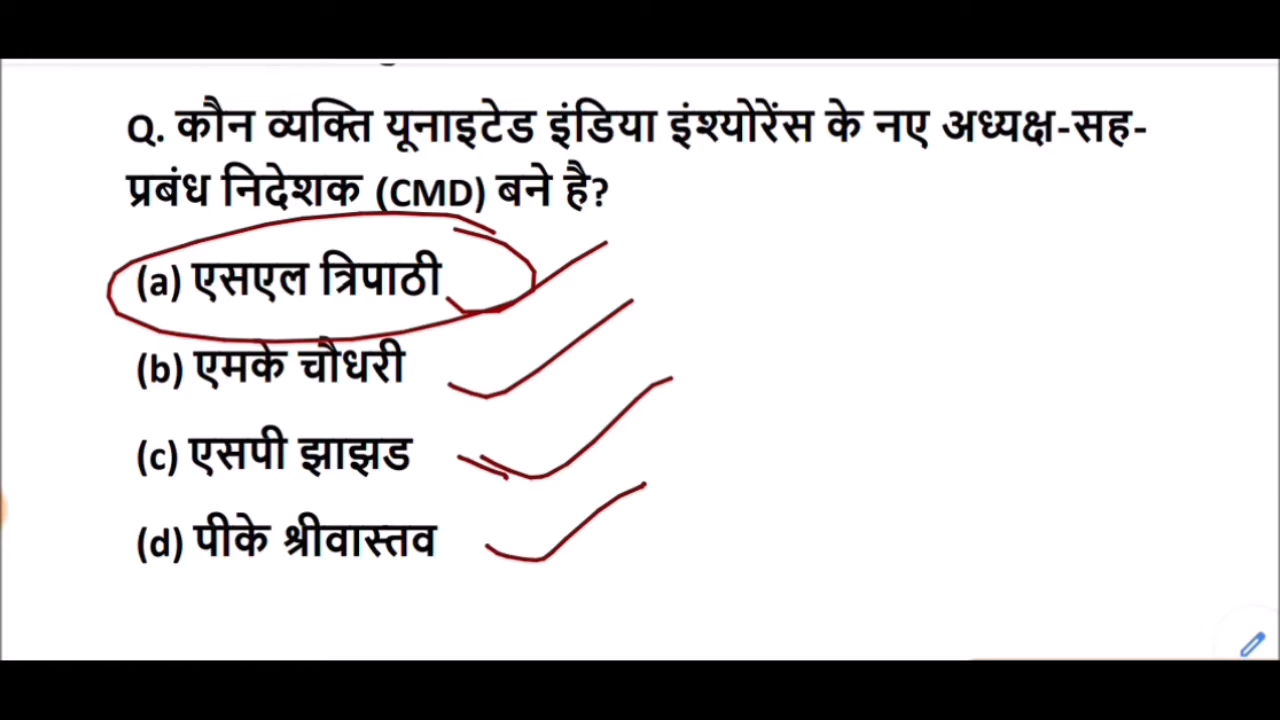 Q. कौन व्यक्ति यूनाइटेड इंडिया इंश्योरेंस के नए अध्यक्ष-सह-
प्रबंध निदेशक (CMD) बने है?
(a) एसएल त्रिपाठी
(b) एमके चौधरी
(c) एसपी झाझड
(d) पीके श्रीवास्तव